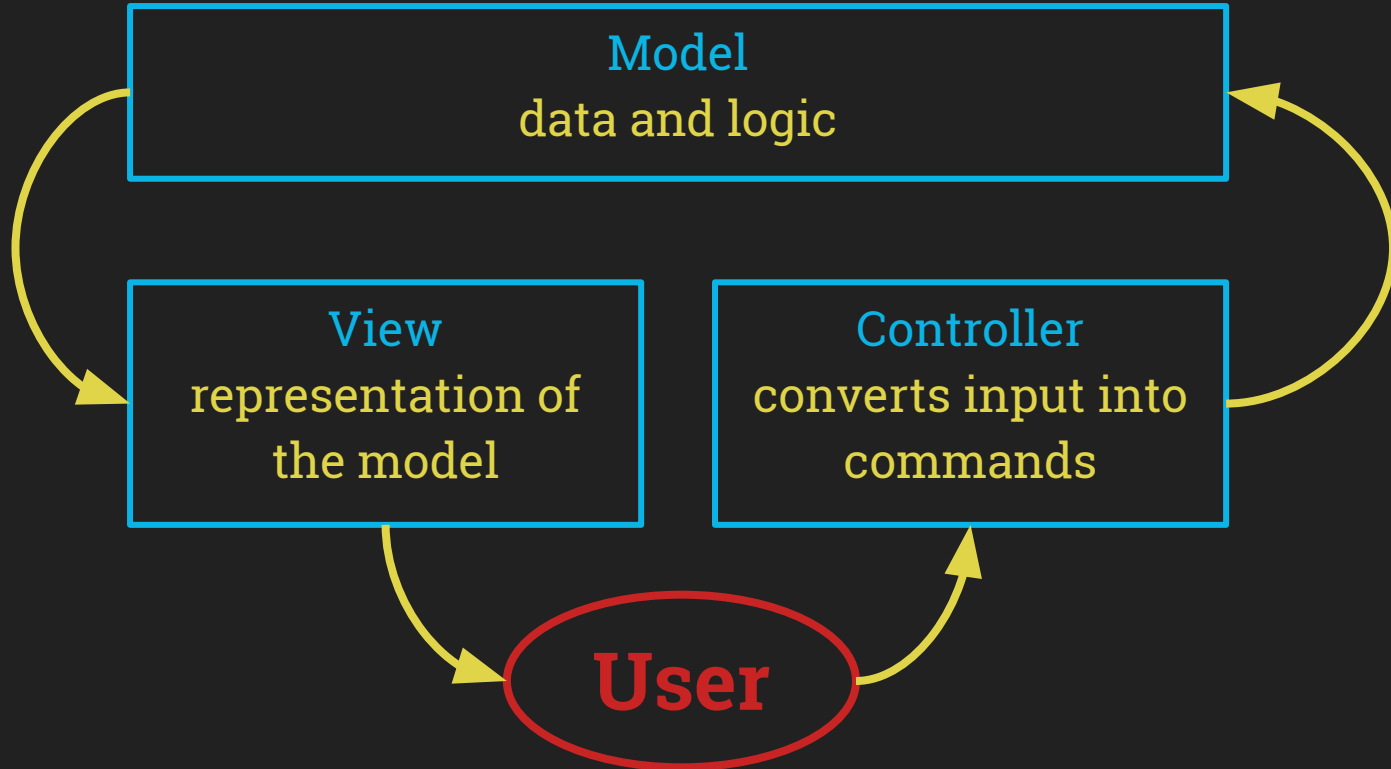 Model
data and logic
View
representation of
the model
Controller
converts input into
commands
User